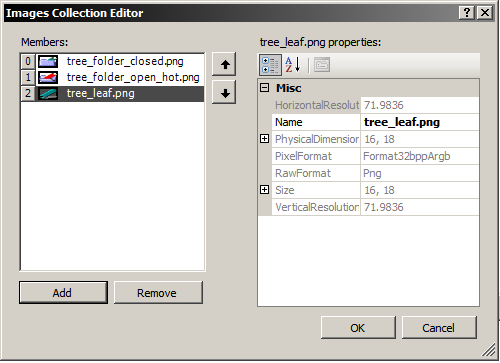 Images Collection Editor
Members:
0 tree_folder_closed.png
1 tree_folder_open_hot.png
2 tree_leaf.png
Add
Remove
tree_leaf.png properties:
Misc
HorizontalResolut 71.9836
Name tree_leaf.png
PhysicalDimension 16, 18
PixelFormat Format32bppArgb
RawFormat Png
Size 16, 18
VerticalResolution 71.9836
OK
Cancel